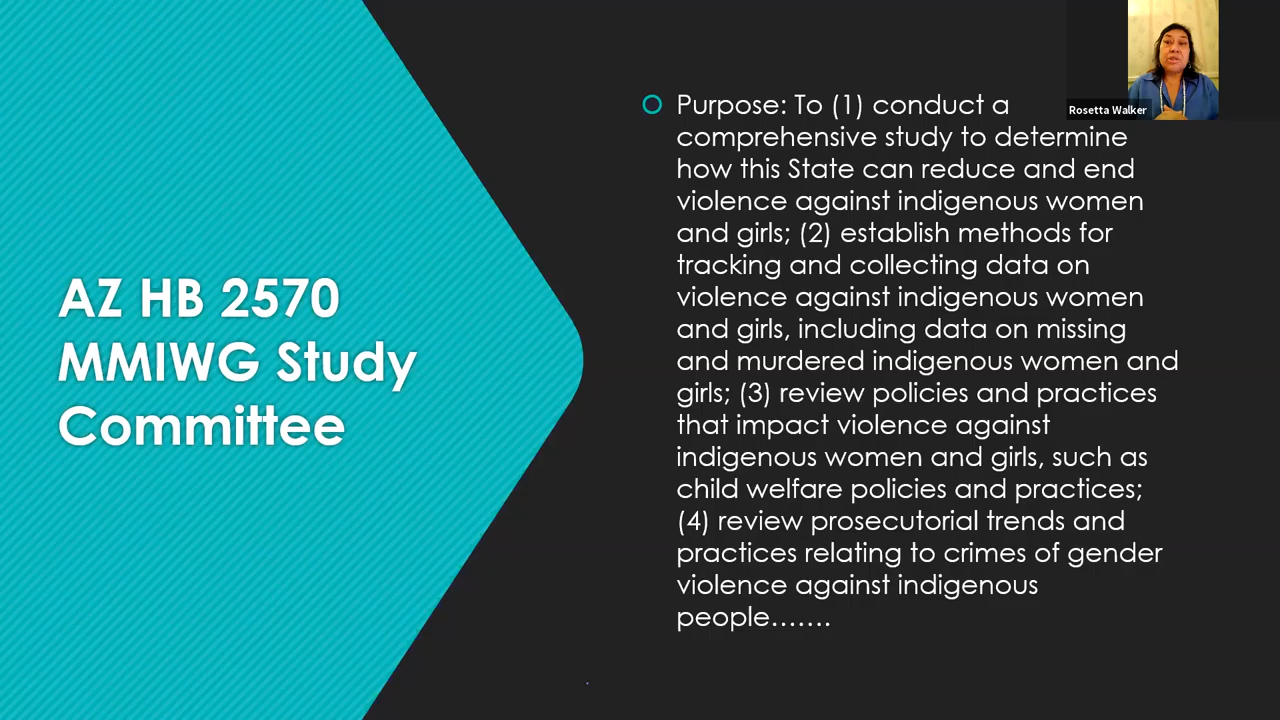 AZ HB 2570
MMIWG Study
Committee
Purpose: To (1) conduct a
comprehensive study to determine
how this State can reduce and end
violence against indigenous women
and girls; (2) establish methods for
tracking and collecting data on
violence against indigenous women
and girls, including data on missing
and murdered indigenous women and
girls; (3) review policies and practices
that impact violence against
indigenous women and girls, such as
child welfare policies and practices;
(4) review prosecutorial trends and
practices relating to crimes of gender
violence against indigenous
people.......
Rosetta Walker